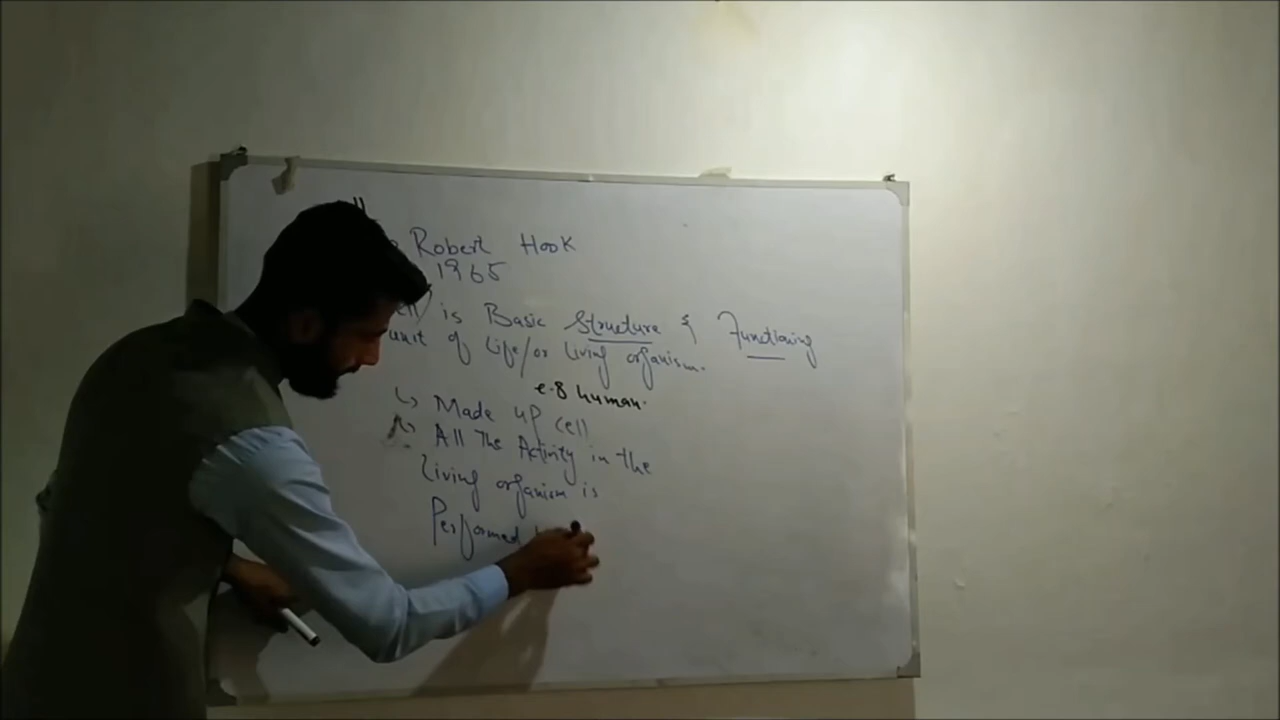 Robert Hook
1965
is Basic Structure & Functioning
unit of life/or living organism.
e.g human.
Made up cell
All The Activity in the
living organism is
Performed